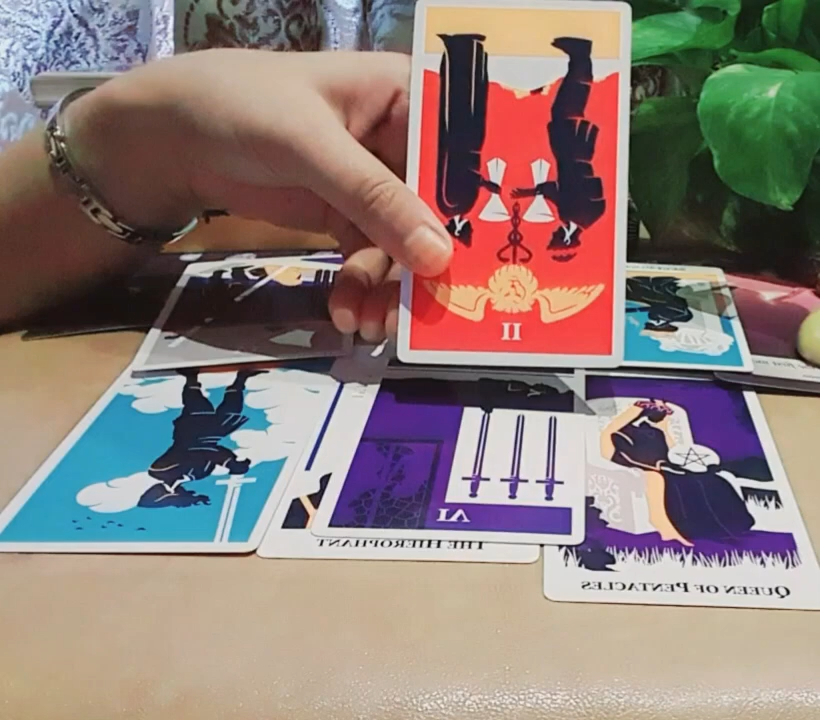 II
IV
THE HIEROPHANT
QUEEN OF PENTACLES